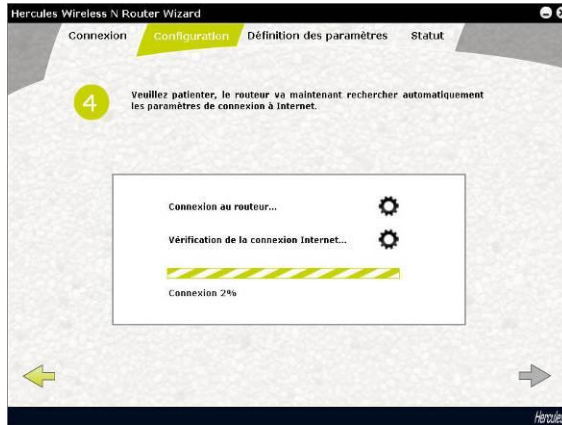 Hercules Wireless N Router Wizard
Connexion Configuration Définition des paramètres Statut
4 Veuillez patienter, le routeur va maintenant rechercher automatiquement
les paramètres de connexion à Internet.
Connexion au routeur...
Vérification de la connexion Internet...
Connexion 2%
Hercules